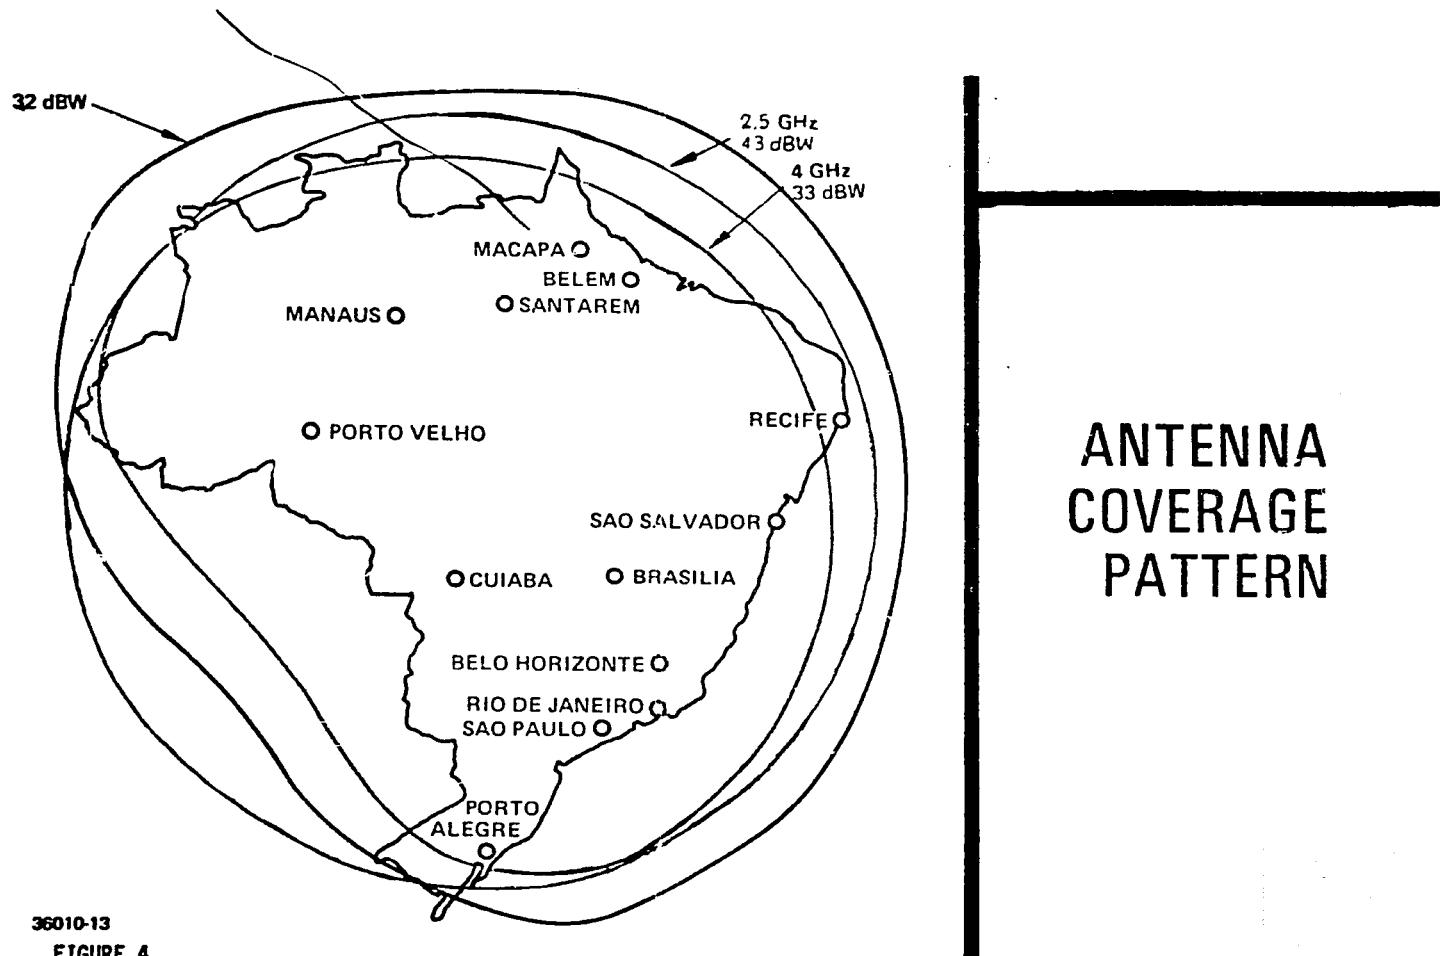 32 dBW
2.5 GHz
43 dBW
4 GHz
33 dBW
MACAPA
BELEM
SANTAREM
MANAUS
RECIFE
PORTO VELHO
SAO SALVADOR
CUIABA
BRASILIA
BELO HORIZONTE
RIO DE JANEIRO
SAO PAULO
PORTO
ALEGRE
ANTENNA
COVERAGE
PATTERN
36010-13
FIGURE 4